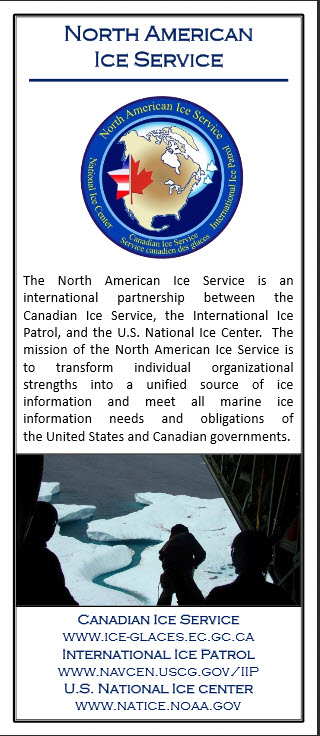 NORTH AMERICAN
ICE SERVICE
North American Ice Service
National Ice Center
International Ice Patrol
Canadian Ice Service
Service canadien des glaces
The North American Ice Service is an
international partnership between the
Canadian Ice Service, the International Ice
Patrol, and the U.S. National Ice Center. The
mission of the North American Ice Service is
to transform individual organizational
strengths into a unified source of ice
information and meet all marine ice
information needs and obligations of
the United States and Canadian governments.
CANADIAN ICE SERVICE
WWW.ICE-GLACES.EC.GC.CA
INTERNATIONAL ICE PATROL
WWW.NAVCEN.USCG.GOV/IIP
U.S. NATIONAL ICE CENTER
WWW.NATICE.NOAA.GOV